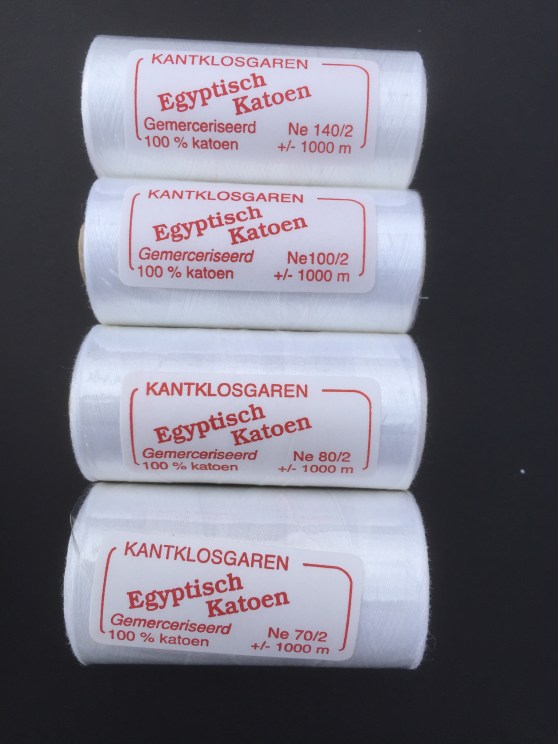 KANTKLOSGAREN
Egyptisch
Katoen
Gemerceriseerd Ne 140/2
100 % katoen +/- 1000 m
KANTKLOSGAREN
Egyptisch
Katoen
Gemerceriseerd Ne100/2
100 % katoen +/- 1000 m
KANTKLOSGAREN
Egyptisch
Katoen
Gemerceriseerd Ne 80/2
100 % katoen +/- 1000 m
KANTKLOSGAREN
Egyptisch
Katoen
Gemerceriseerd Ne 70/2
100 % katoen +/- 1000 m